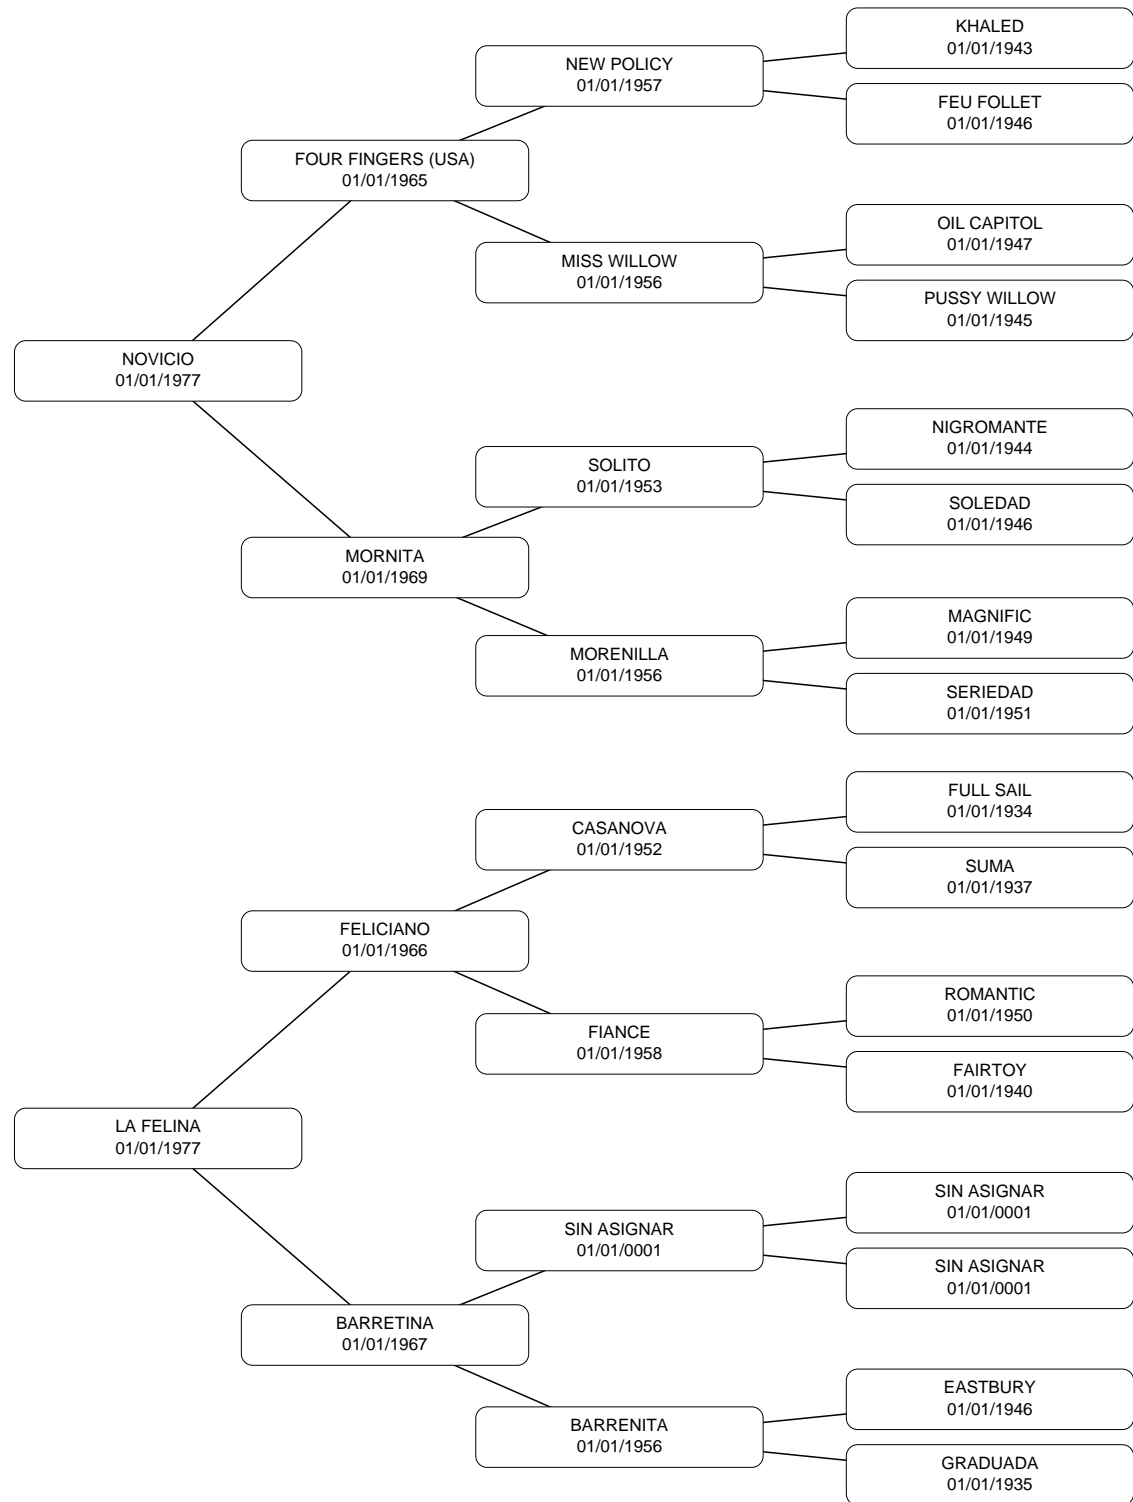 KHALED
01/01/1943
NEW POLICY
01/01/1957
FEU FOLLET
01/01/1946
FOUR FINGERS (USA)
01/01/1965
OIL CAPITOL
01/01/1947
MISS WILLOW
01/01/1956
PUSSY WILLOW
01/01/1945
NOVICIO
01/01/1977
NIGROMANTE
01/01/1944
SOLITO
01/01/1953
SOLEDAD
01/01/1946
MORNITA
01/01/1969
MAGNIFIC
01/01/1949
MORENILLA
01/01/1956
SERIEDAD
01/01/1951
FULL SAIL
01/01/1934
CASANOVA
01/01/1952
SUMA
01/01/1937
FELICIANO
01/01/1966
ROMANTIC
01/01/1950
FIANCE
01/01/1958
FAIRTOY
01/01/1940
LA FELINA
01/01/1977
SIN ASIGNAR
01/01/0001
SIN ASIGNAR
01/01/0001
SIN ASIGNAR
01/01/0001
BARRETINA
01/01/1967
EASTBURY
01/01/1946
BARRENITA
01/01/1956
GRADUADA
01/01/1935